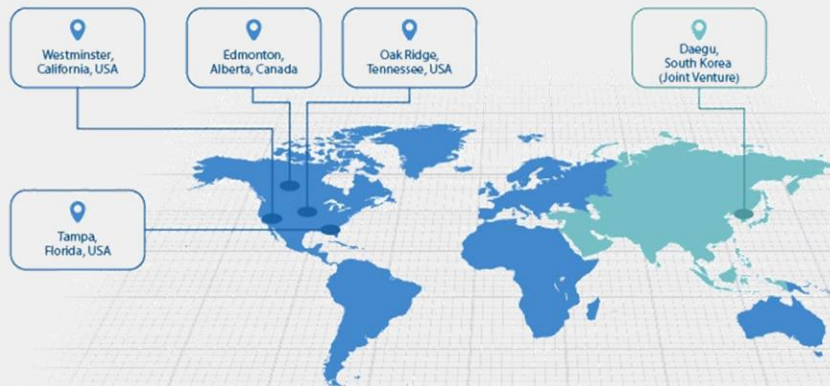 Westminster,
California, USA
Edmonton,
Alberta, Canada
Oak Ridge,
Tennessee, USA
Daegu,
South Korea
(Joint Venture)
Tampa,
Florida, USA